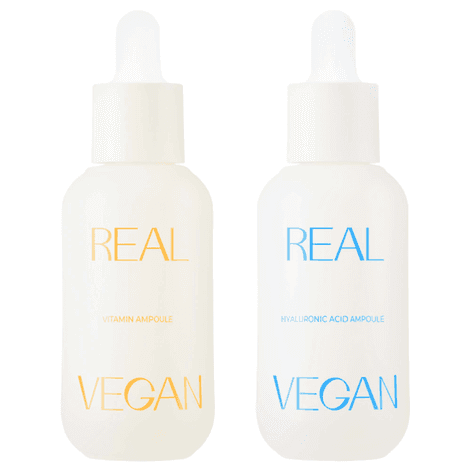 REAL
VITAMIN AMPOULE
VEGAN
REAL
HYALURONIC ACID AMPOULE
VEGAN